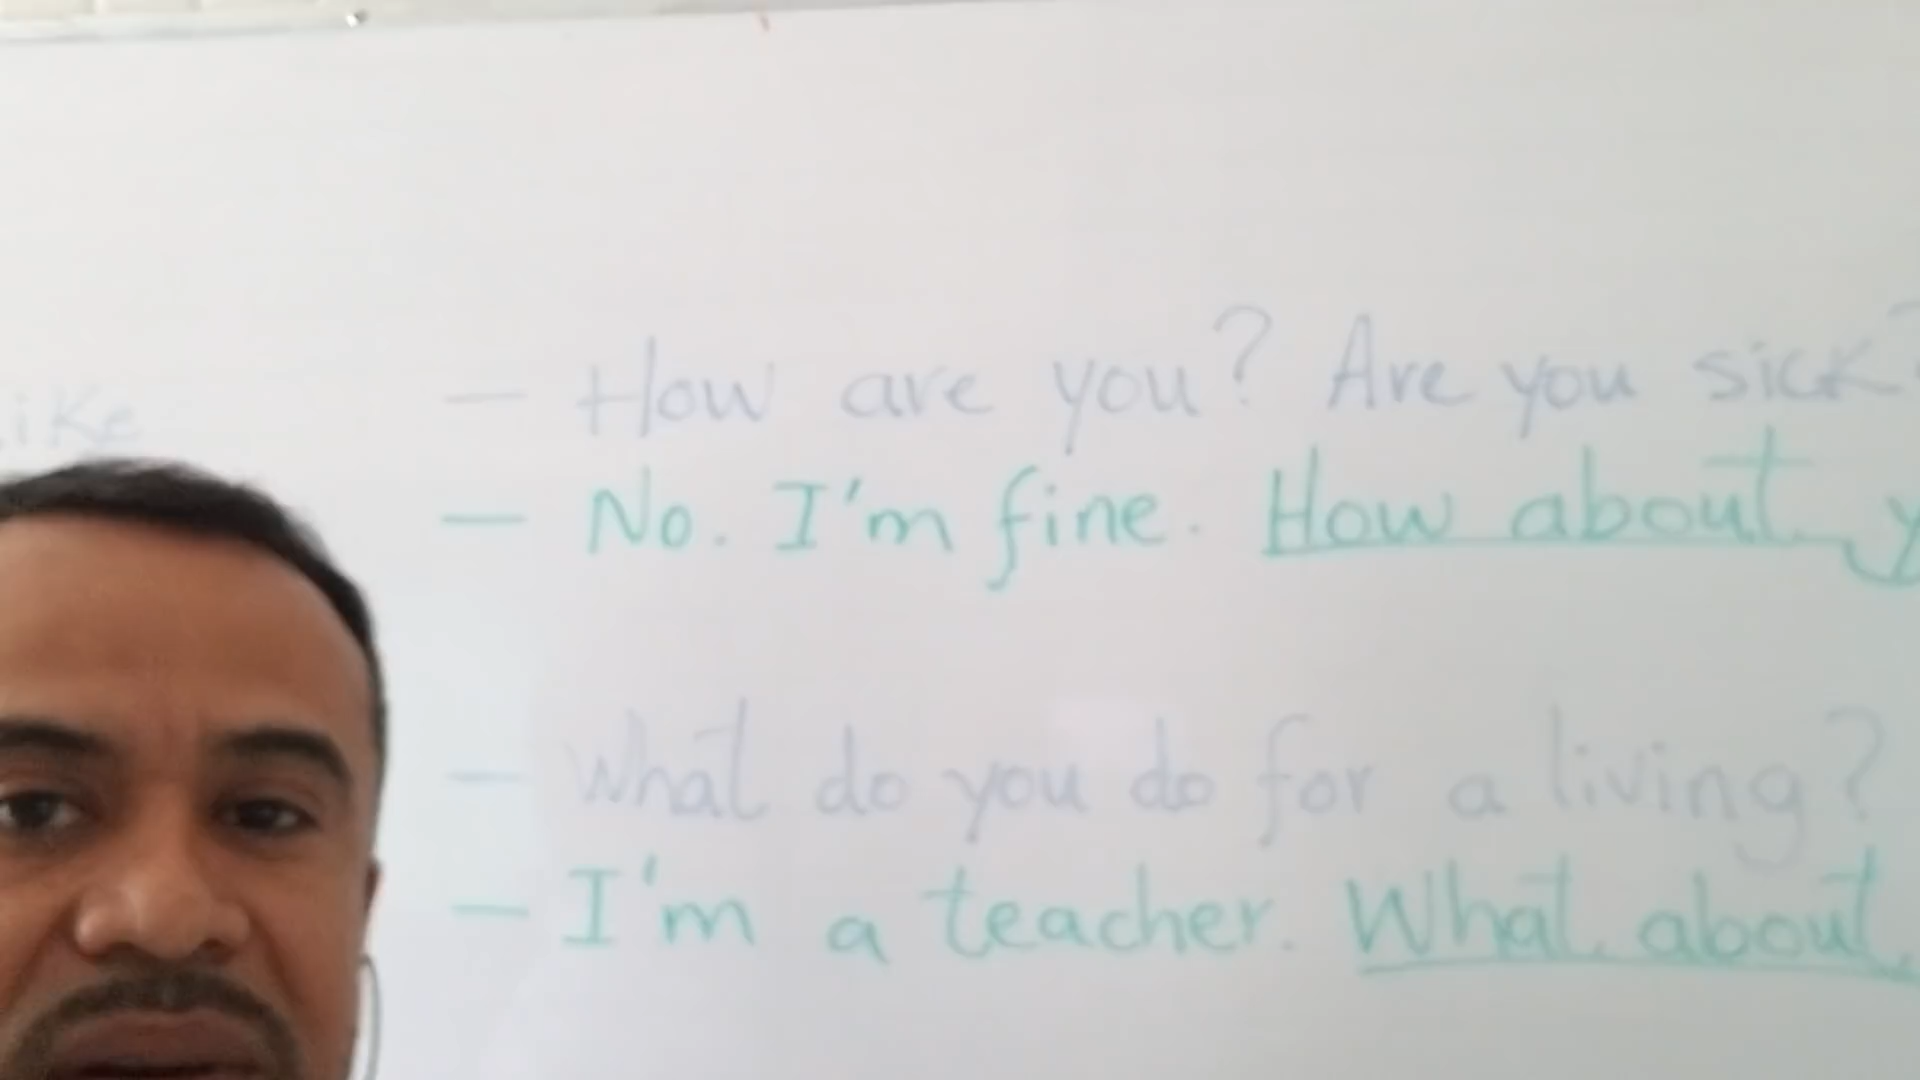 like
— How are you? Are you sick?
— No. I'm fine. How about y
— What do you do for a living?
— I'm a teacher. What about